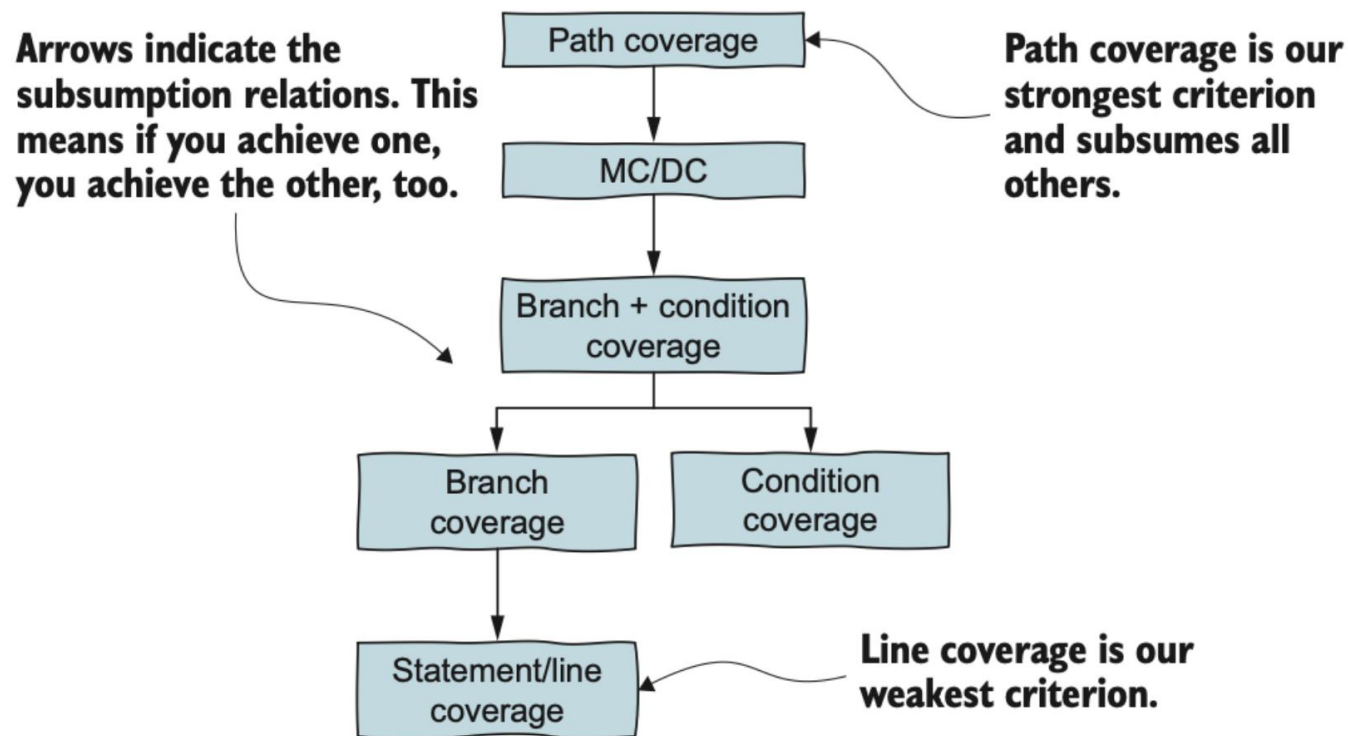 Arrows indicate the
subsumption relations. This
means if you achieve one,
you achieve the other, too.
Path coverage
Path coverage is our
strongest criterion
and subsumes all
others.
MC/DC
Branch + condition
coverage
Branch
coverage
Condition
coverage
Statement/line
coverage
Line coverage is our
weakest criterion.